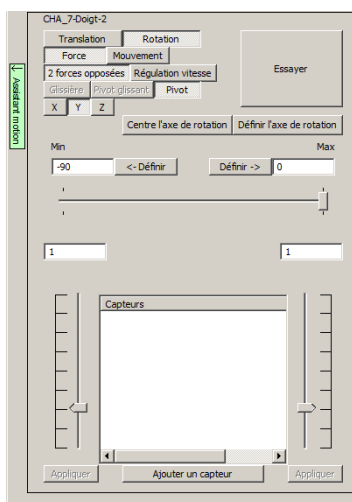 CHA_7-Doigt-2
Translation Rotation
Force Mouvement
Essayer
2 forces opposées Régulation vitesse
Glissière Pivot glissant Pivot
X Y Z
Centre l'axe de rotation Définir l'axe de rotation
Assistant motion
Min Max
-90 <- Définir Définir -> 0
1 1
Capteurs
Appliquer Ajouter un capteur Appliquer